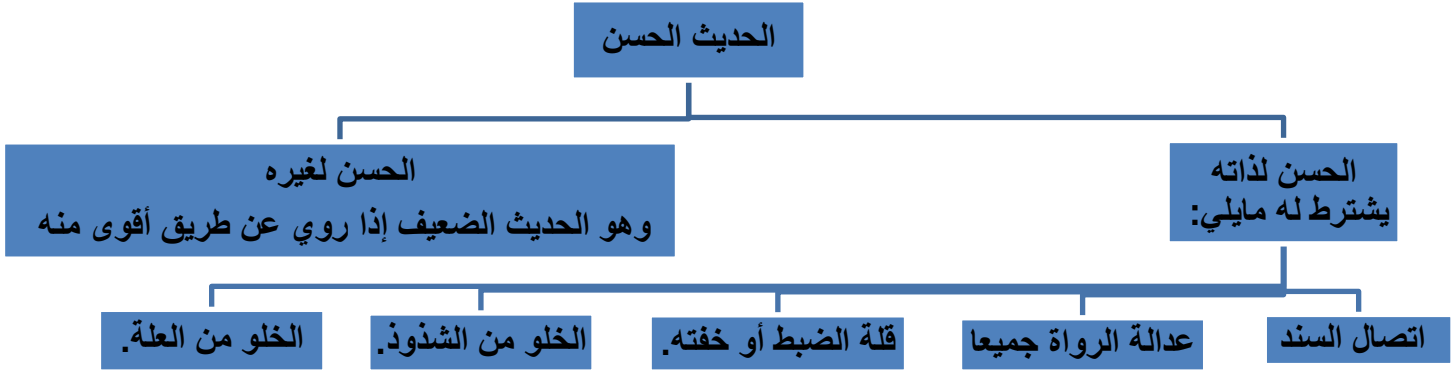 الحديث الحسن
الحسن لذاته
يشترط له مايلي:
الحسن لغيره
وهو الحديث الضعيف إذا روي عن طريق أقوى منه
اتصال السند
عدالة الرواة جميعا
قلة الضبط أو خفته.
الخلو من الشذوذ.
الخلو من العلة.